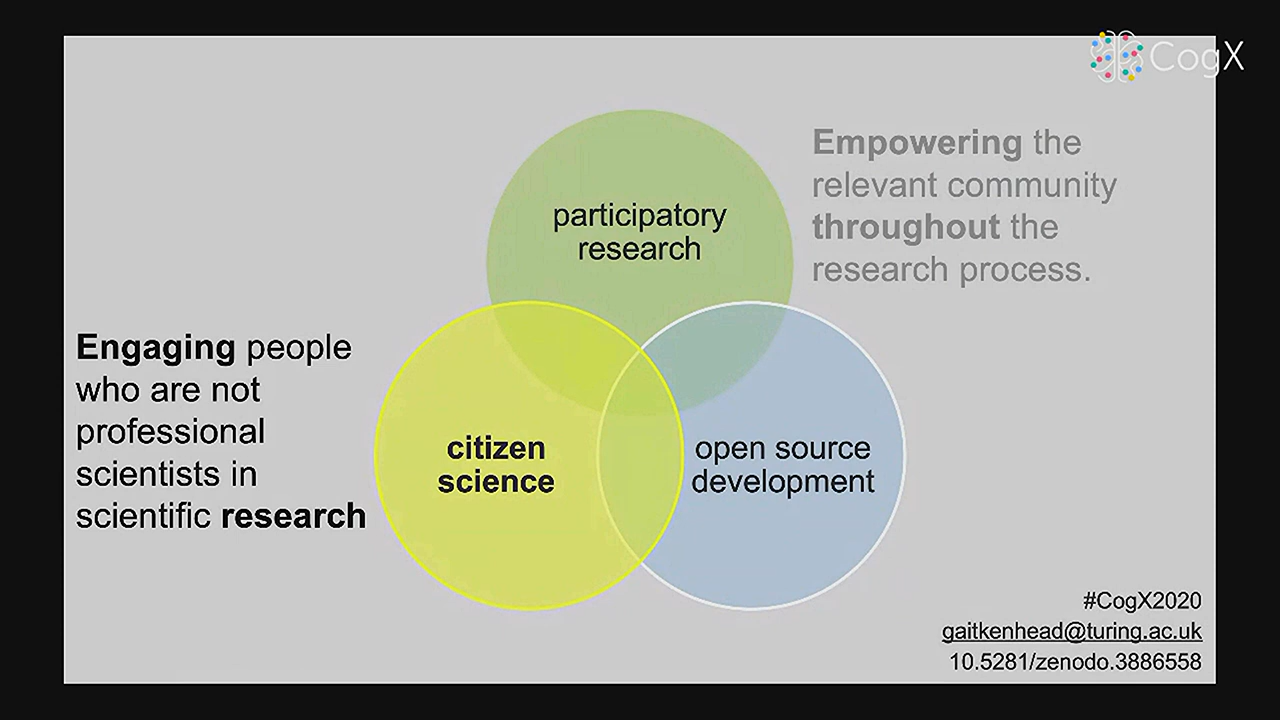 CogX
Empowering the
relevant community
throughout the
research process.
participatory
research
Engaging people
who are not
professional
scientists in
scientific research
citizen
science
open source
development
#CogX2020
gaitkenhead@turing.ac.uk
10.5281/zenodo.3886558